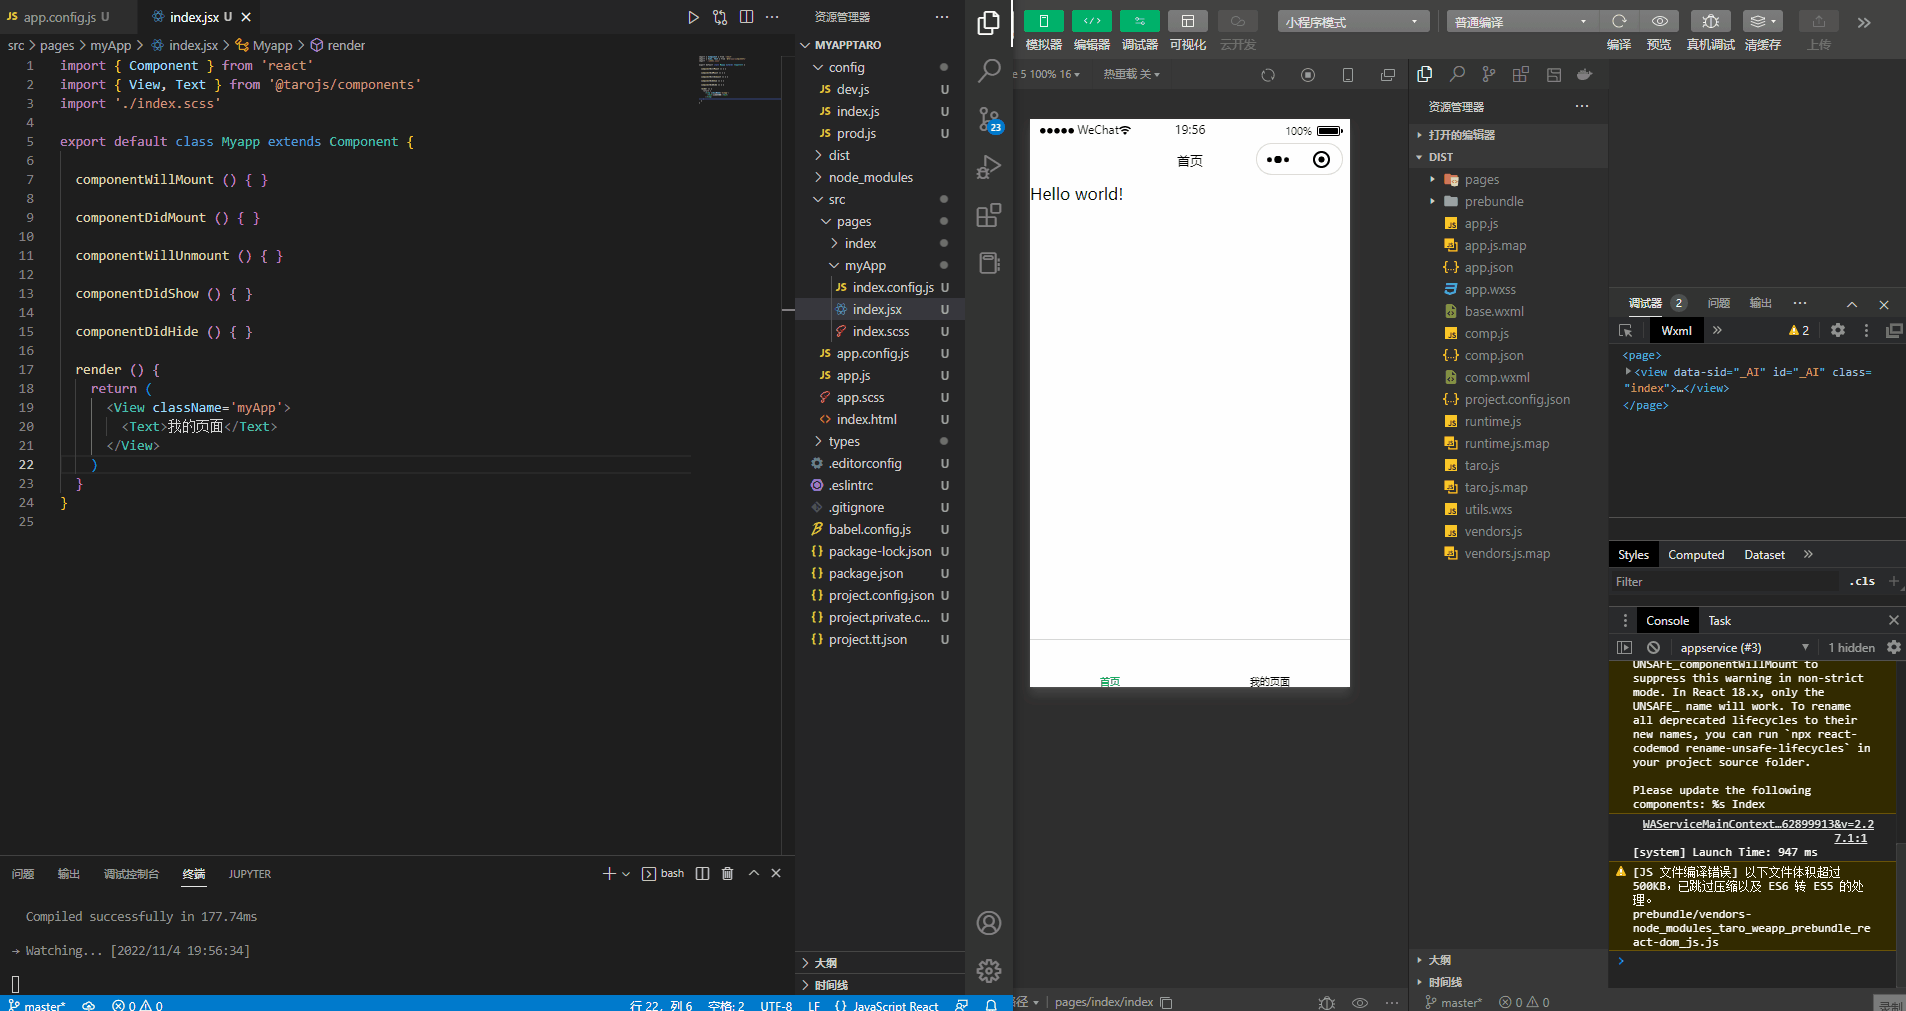 app.config.js U
index.jsx U
src > pages > myApp > index.jsx > Myapp > render
1 import { Component } from 'react'
2 import { View, Text } from '@tarojs/components'
3 import './index.scss'
4
5 export default class Myapp extends Component {
6
7 componentWillMount () { }
8
9 componentDidMount () { }
10
11 componentWillUnmount () { }
12
13 componentDidShow () { }
14
15 componentDidHide () { }
16
17 render () {
18 return (
19 <View className='myApp'>
20 <Text>我的页面</Text>
21 </View>
22 )
23 }
24 }
25
问题 输出 调试控制台 终端 JUPYTER
bash
Compiled successfully in 177.74ms
→ Watching... [2022/11/4 19:56:34]
master* 0 0 行 22, 列 6 空格: 2 UTF-8 LF {} JavaScript React
资源管理器 ...
MYAPPTARO
config
JS dev.js U
JS index.js U
JS prod.js U
dist
node_modules
src
pages
index
myApp
JS index.config.js U
index.jsx U
index.scss U
JS app.config.js U
JS app.js U
app.scss U
<> index.html U
types
.editorconfig U
.eslintrc U
.gitignore U
babel.config.js U
{} package-lock.json U
{} package.json U
{} project.config.json U
{} project.private.c... U
{} project.tt.json U
大纲
时间线
23
模拟器 编辑器 调试器 可视化 云开发
小程序模式
普通编译
编译 预览 真机调试 清缓存 上传
e 5 100% 16 热重载 关
WeChat 19:56 100%
首页
Hello world!
首页 我的页面
pages/index/index
资源管理器 ...
打开的编辑器
DIST
pages
prebundle
app.js
app.js.map
app.json
app.wxss
base.wxml
comp.js
comp.json
comp.wxml
project.config.json
runtime.js
runtime.js.map
taro.js
taro.js.map
utils.wxs
vendors.js
vendors.js.map
大纲
时间线
master* 0 0
调试器 2 问题 输出 ...
Wxml 2
<page>
<view data-sid="_AI" id="_AI" class=
"index">…</view>
</page>
Styles Computed Dataset
Filter .cls +
Console Task
appservice (#3) 1 hidden
UNSAFE_componentWillMount to
suppress this warning in non-strict
mode. In React 18.x, only the
UNSAFE_ name will work. To rename
all deprecated lifecycles to their
new names, you can run `npx react-
codemod rename-unsafe-lifecycles` in
your project source folder.
Please update the following
components: %s Index
WAServiceMainContext…62899913&v=2.2
7.1:1
[system] Launch Time: 947 ms
[JS 文件编译错误] 以下文件体积超过
500KB, 已跳过压缩以及 ES6 转 ES5 的处
理。
prebundle/vendors-
node_modules_taro_weapp_prebundle_re
act-dom_js.js
录制